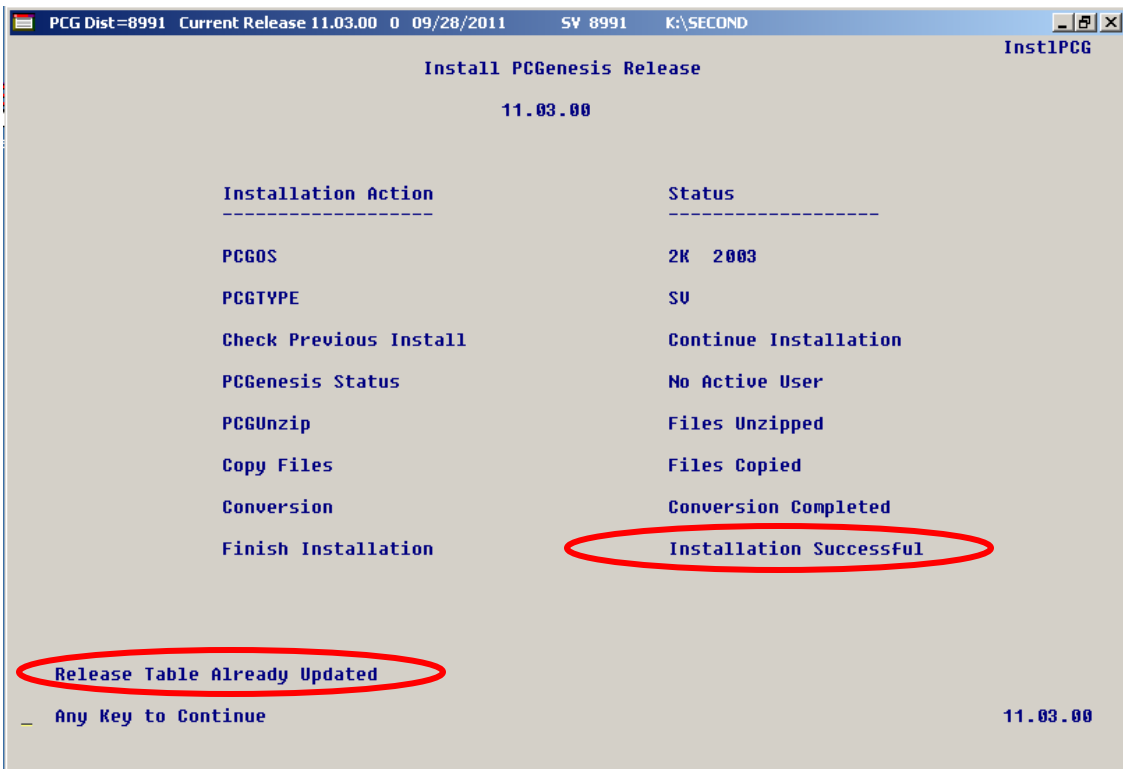 PCG Dist=8991 Current Release 11.03.00 0 09/28/2011 SV 8991 K:\SECOND
InstlPCG
Install PCGenesis Release
11.03.00
Installation Action Status
------------------- -------------------
PCGOS 2K 2003
PCGTYPE SV
Check Previous Install Continue Installation
PCGenesis Status No Active User
PCGUnzip Files Unzipped
Copy Files Files Copied
Conversion Conversion Completed
Finish Installation Installation Successful
Release Table Already Updated
_ Any Key to Continue 11.03.00